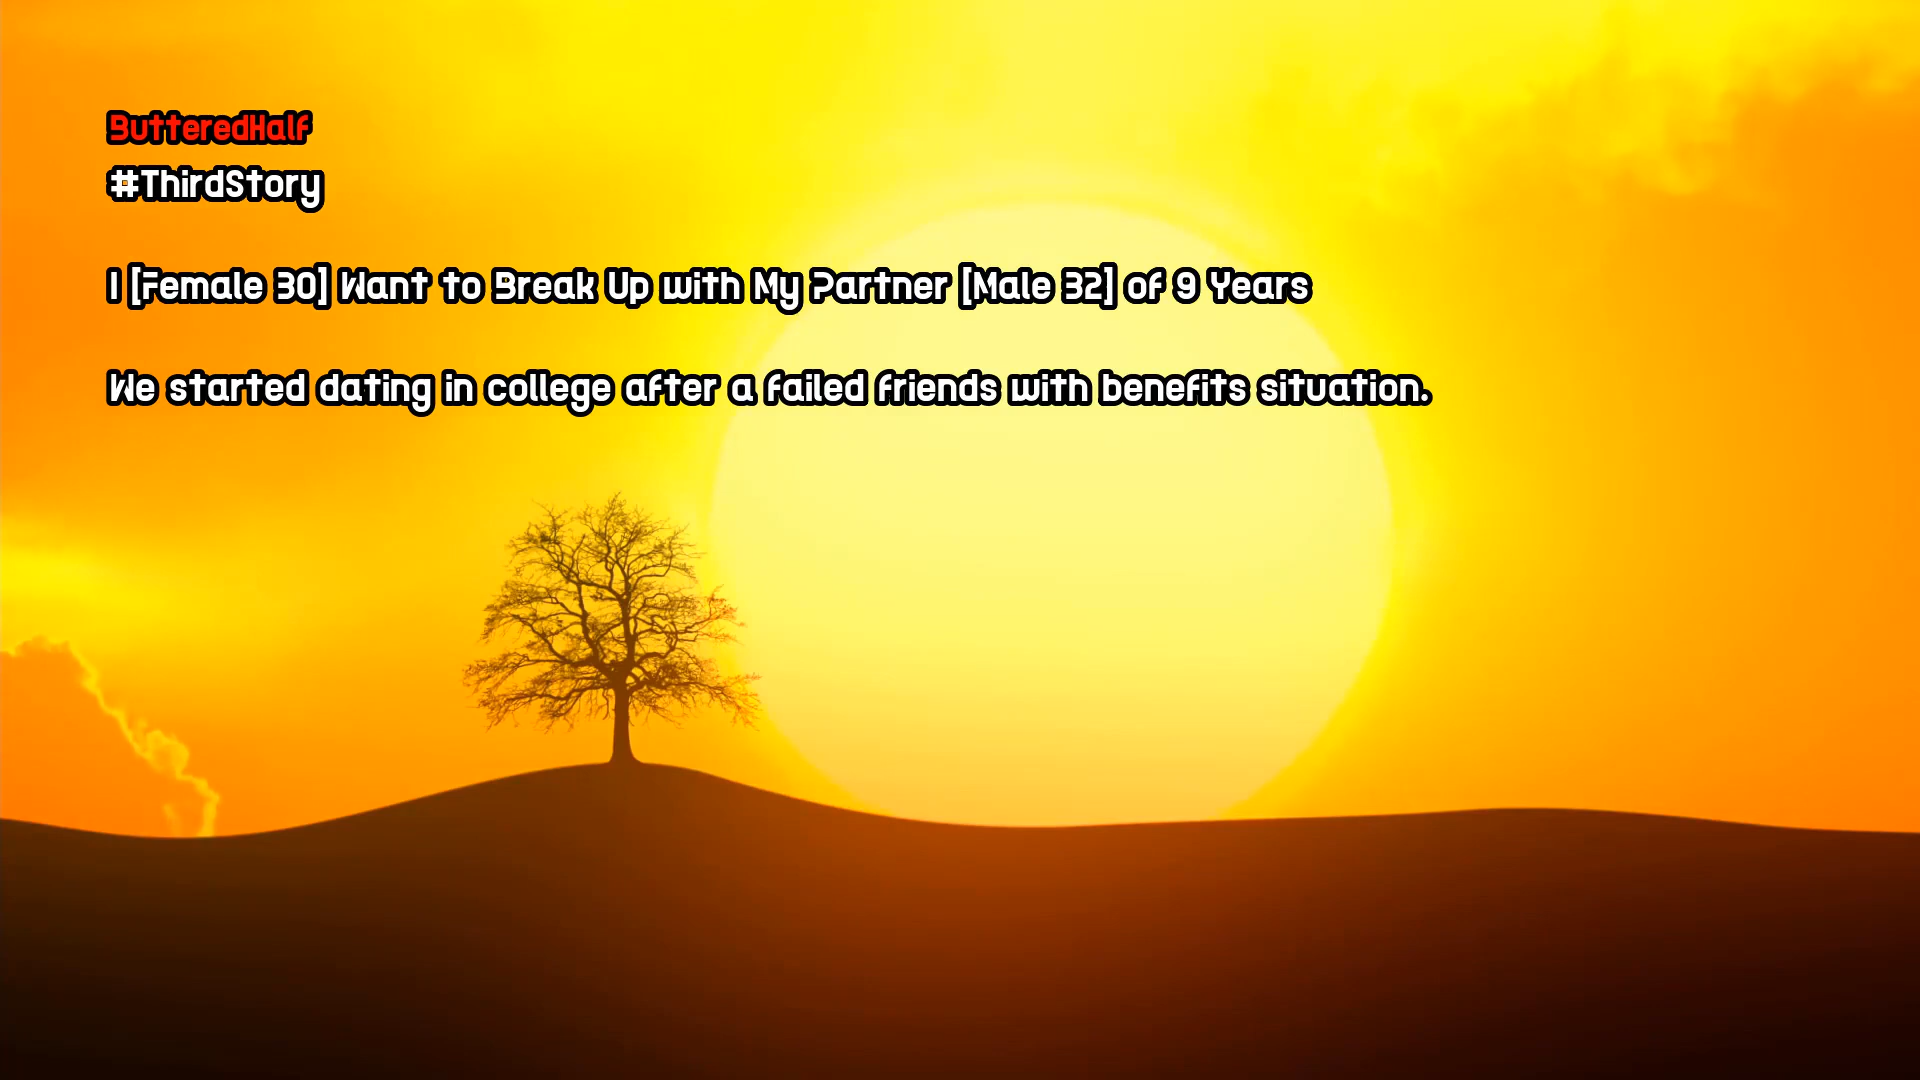 ButteredHalf
#ThirdStory
I [Female 30] Want to Break Up with My Partner [Male 32] of 9 Years
We started dating in college after a failed friends with benefits situation.